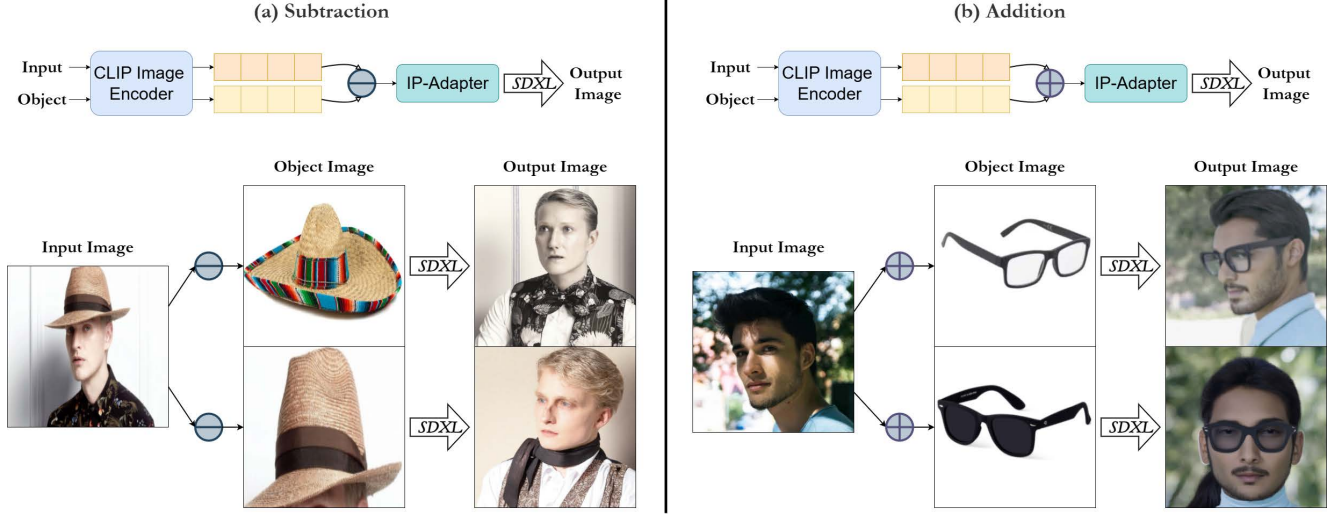 (a) Subtraction
Input
Object
CLIP Image
Encoder
IP-Adapter
SDXL
Output
Image
Object Image
Output Image
Input Image
SDXL
SDXL
(b) Addition
Input
Object
CLIP Image
Encoder
IP-Adapter
SDXL
Output
Image
Object Image
Output Image
Input Image
SDXL
SDXL